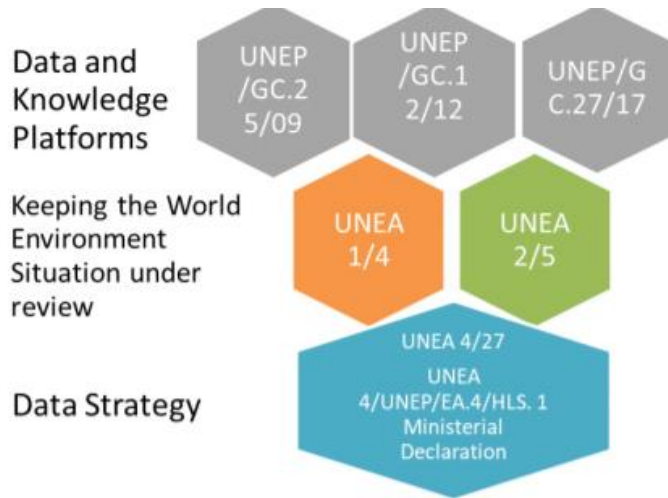 Data and
Knowledge
Platforms
UNEP
/GC.2
5/09
UNEP
/GC.1
2/12
UNEP/G
C.27/17
Keeping the World
Environment
Situation under
review
UNEA
1/4
UNEA
2/5
Data Strategy
UNEA 4/27
UNEA
4/UNEP/EA.4/HLS. 1
Ministerial
Declaration